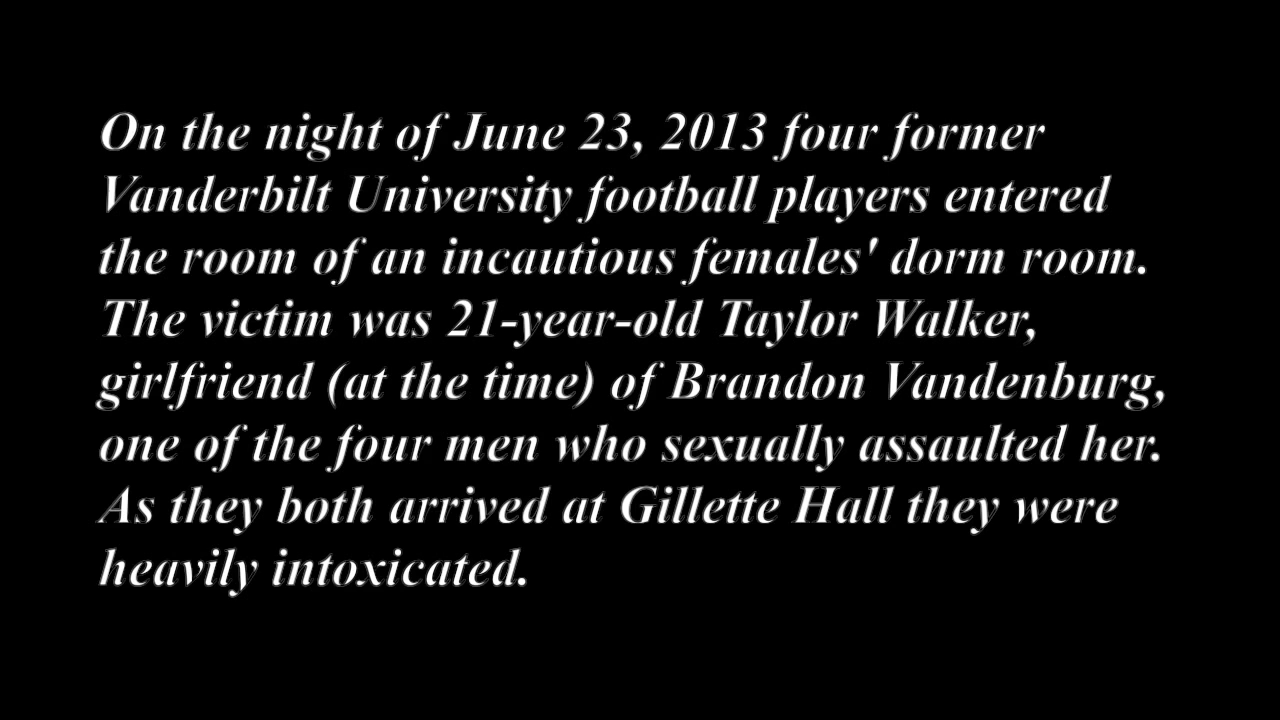 On the night of June 23, 2013 four former
Vanderbilt University football players entered
the room of an incautious females' dorm room.
The victim was 21-year-old Taylor Walker,
girlfriend (at the time) of Brandon Vandenburg,
one of the four men who sexually assaulted her.
As they both arrived at Gillette Hall they were
heavily intoxicated.